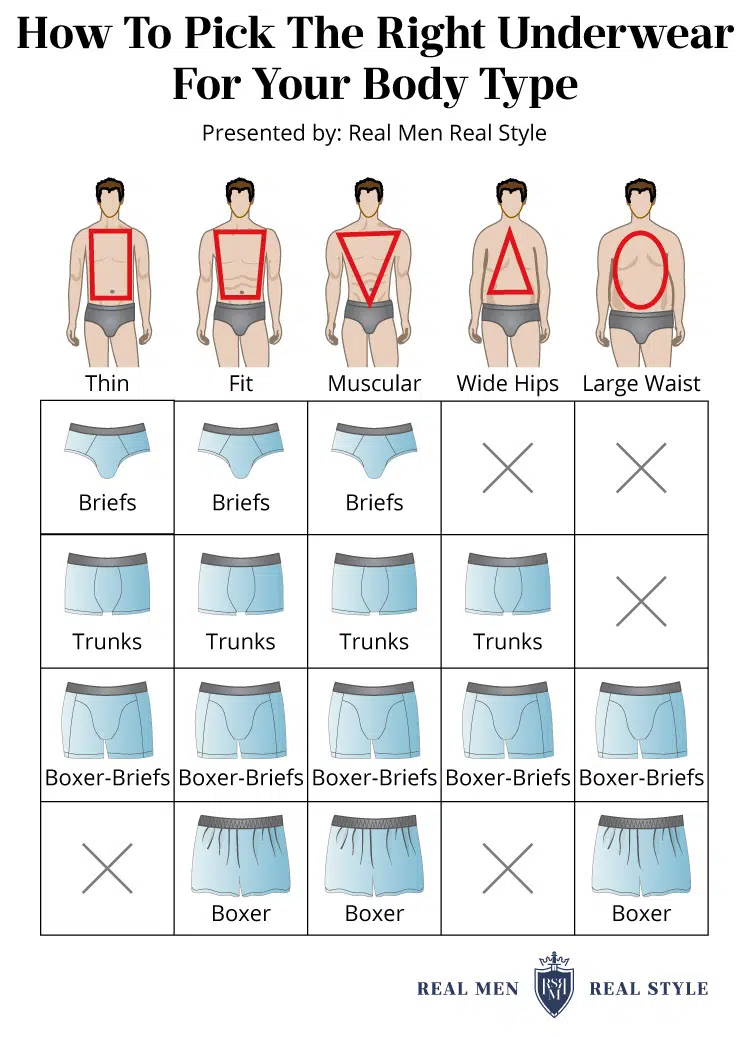 How To Pick The Right Underwear
For Your Body Type
Presented by: Real Men Real Style
Thin Fit Muscular Wide Hips Large Waist
Briefs Briefs Briefs
Trunks Trunks Trunks Trunks
Boxer-Briefs Boxer-Briefs Boxer-Briefs Boxer-Briefs Boxer-Briefs
Boxer Boxer Boxer
REAL MEN RSRM REAL STYLE